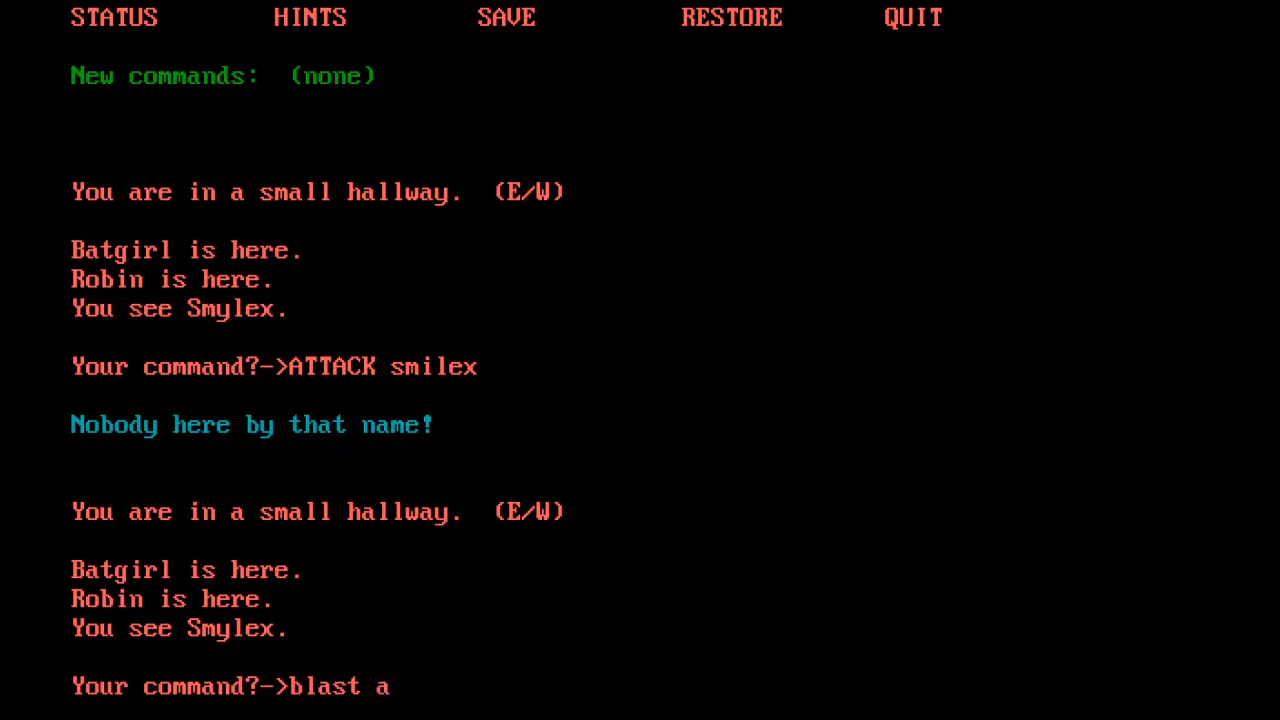 STATUS HINTS SAVE RESTORE QUIT
New commands: (none)
You are in a small hallway. (E/W)
Batgirl is here.
Robin is here.
You see Smylex.
Your command?->ATTACK smilex
Nobody here by that name!
You are in a small hallway. (E/W)
Batgirl is here.
Robin is here.
You see Smylex.
Your command?->blast a